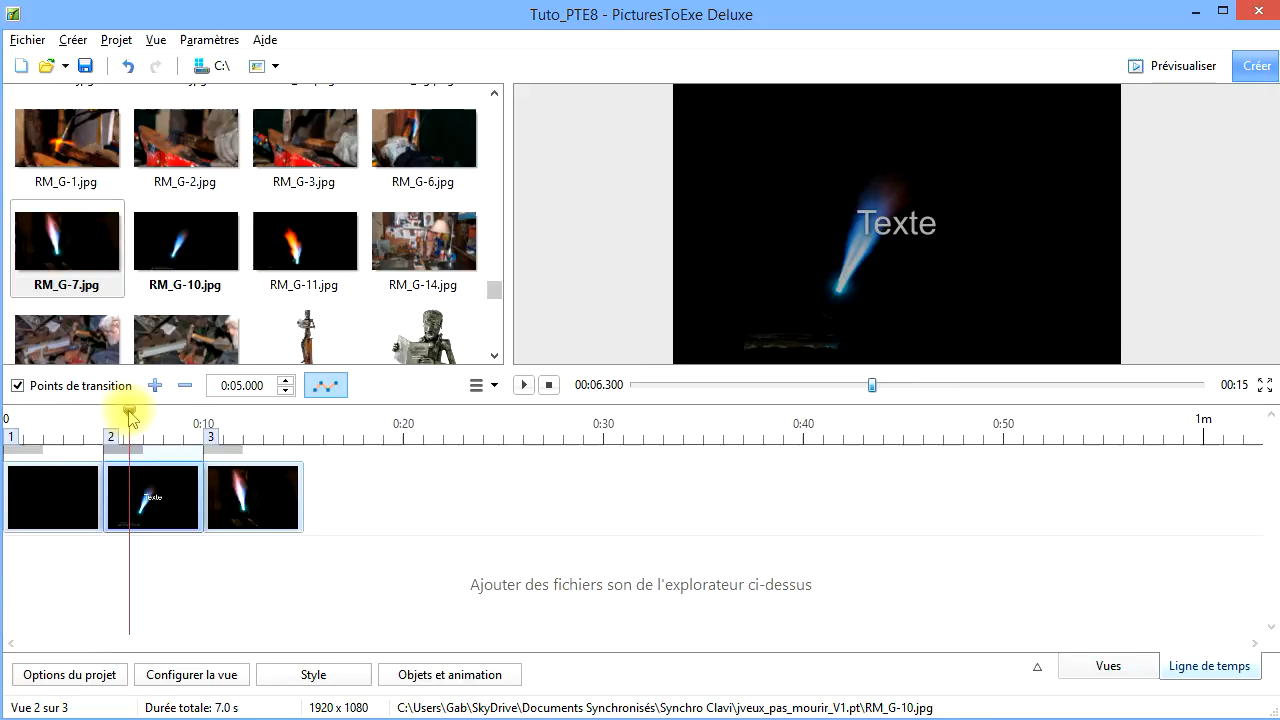 Tuto_PTE8 - PicturesToExe Deluxe
Fichier Créer Projet Vue Paramètres Aide
C:\ Prévisualiser Créer
RM_G-1.jpg RM_G-2.jpg RM_G-3.jpg RM_G-6.jpg
RM_G-7.jpg RM_G-10.jpg RM_G-11.jpg RM_G-14.jpg
Texte
Points de transition 0:05.000 00:06.300 00:15
0 0:10 0:20 0:30 0:40 0:50 1m
1 2 3
Texte
Ajouter des fichiers son de l'explorateur ci-dessus
Options du projet Configurer la vue Style Objets et animation Vues Ligne de temps
Vue 2 sur 3 Durée totale: 7.0 s 1920 x 1080 C:\Users\Gab\SkyDrive\Documents Synchronisés\Synchro Clavi\jveux_pas_mourir_V1.pt\RM_G-10.jpg